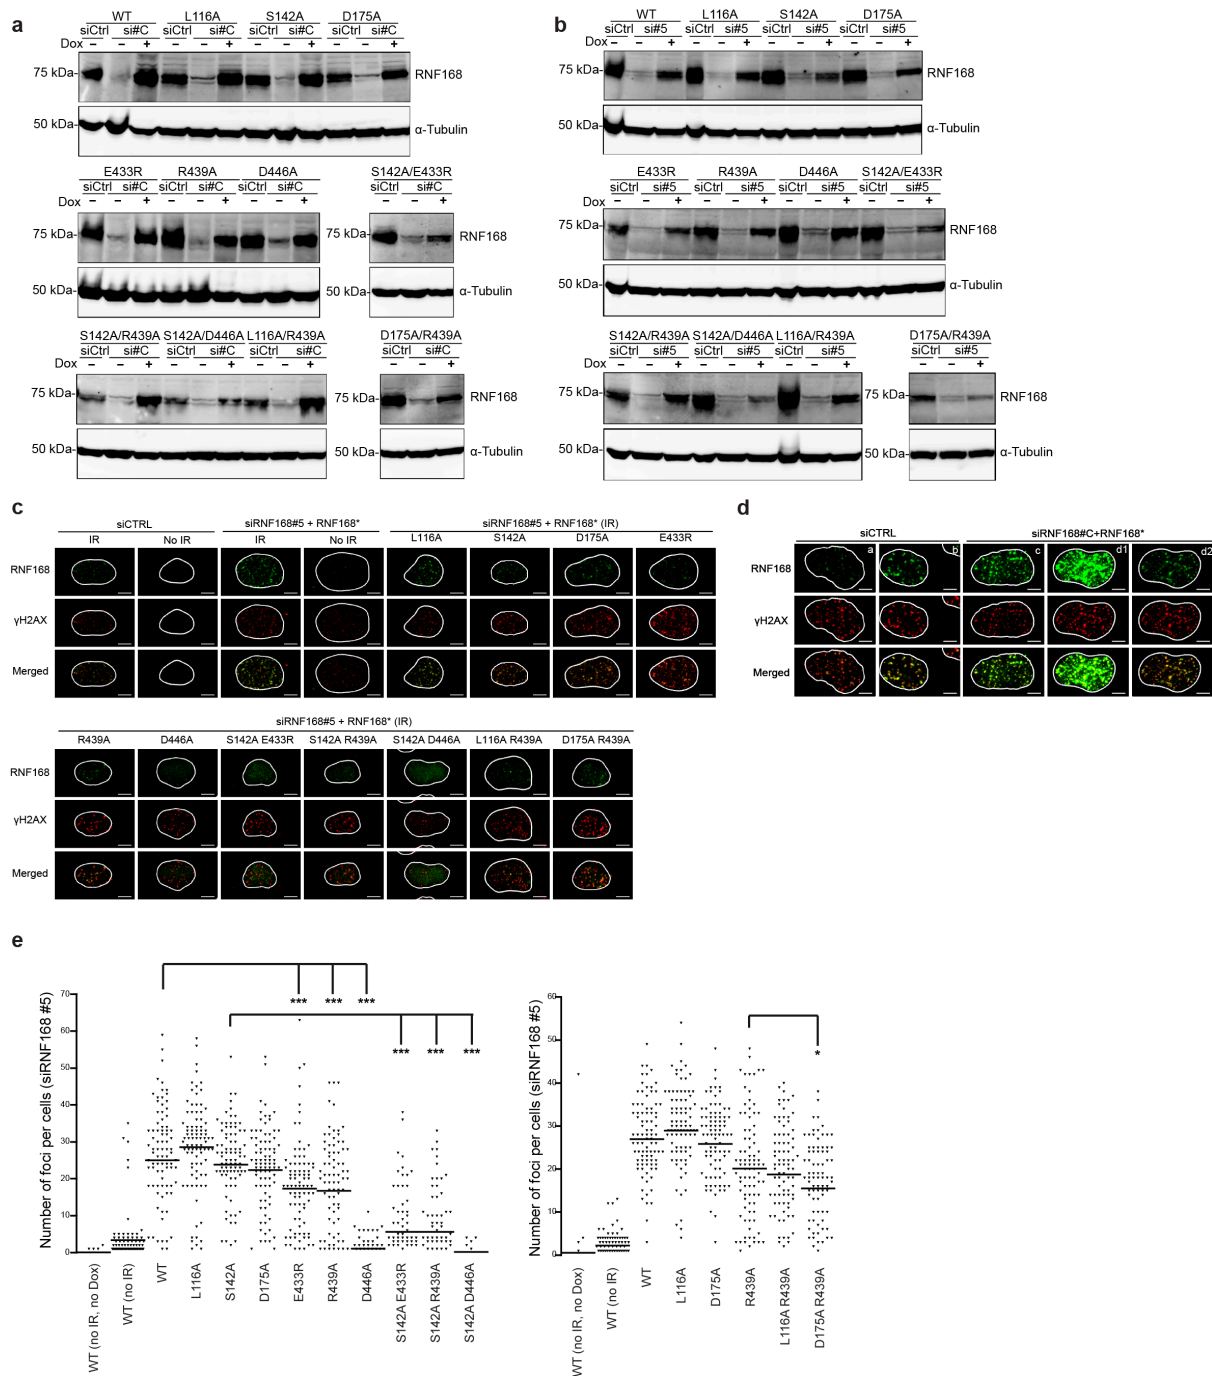 a
WT L116A S142A D175A
siCtrl si#C siCtrl si#C siCtrl si#C siCtrl si#C
Dox – – + – – + – – + – – +
75 kDa- RNF168
50 kDa- α-Tubulin
E433R R439A D446A S142A/E433R
siCtrl si#C siCtrl si#C siCtrl si#C siCtrl si#C
Dox – – + – – + – – + – – +
75 kDa- 75 kDa- RNF168
50 kDa- 50 kDa- α-Tubulin
S142A/R439A S142A/D446A L116A/R439A D175A/R439A
siCtrl si#C siCtrl si#C siCtrl si#C siCtrl si#C
Dox – – + – – + – – + – – +
75 kDa- 75 kDa- RNF168
50 kDa- 50 kDa- α-Tubulin
b
WT L116A S142A D175A
siCtrl si#5 siCtrl si#5 siCtrl si#5 siCtrl si#5
Dox – – + – – + – – + – – +
75 kDa- RNF168
50 kDa- α-Tubulin
E433R R439A D446A S142A/E433R
siCtrl si#5 siCtrl si#5 siCtrl si#5 siCtrl si#5
Dox – – + – – + – – + – – +
75 kDa- RNF168
50 kDa- α-Tubulin
S142A/R439A S142A/D446A L116A/R439A D175A/R439A
siCtrl si#5 siCtrl si#5 siCtrl si#5 siCtrl si#5
Dox – – + – – + – – + – – +
75 kDa- 75 kDa- RNF168
50 kDa- 50 kDa- α-Tubulin
c
siCTRL siRNF168#5 + RNF168* siRNF168#5 + RNF168* (IR)
IR No IR IR No IR L116A S142A D175A E433R
RNF168
γH2AX
Merged
siRNF168#5 + RNF168* (IR)
R439A D446A S142A E433R S142A R439A S142A D446A L116A R439A D175A R439A
RNF168
γH2AX
Merged
d
siCTRL siRNF168#C+RNF168*
a b c d1 d2
RNF168
γH2AX
Merged
e
Number of foci per cells (siRNF168 #5)
70
60
50
40
30
20
10
0
*** *** ***
*** *** ***
WT (no IR, no Dox)
WT (no IR)
WT
L116A
S142A
D175A
E433R
R439A
D446A
S142A E433R
S142A R439A
S142A D446A
Number of foci per cells (siRNF168 #5)
60
50
40
30
20
10
0
*
WT (no IR, no Dox)
WT (no IR)
WT
L116A
D175A
R439A
L116A R439A
D175A R439A